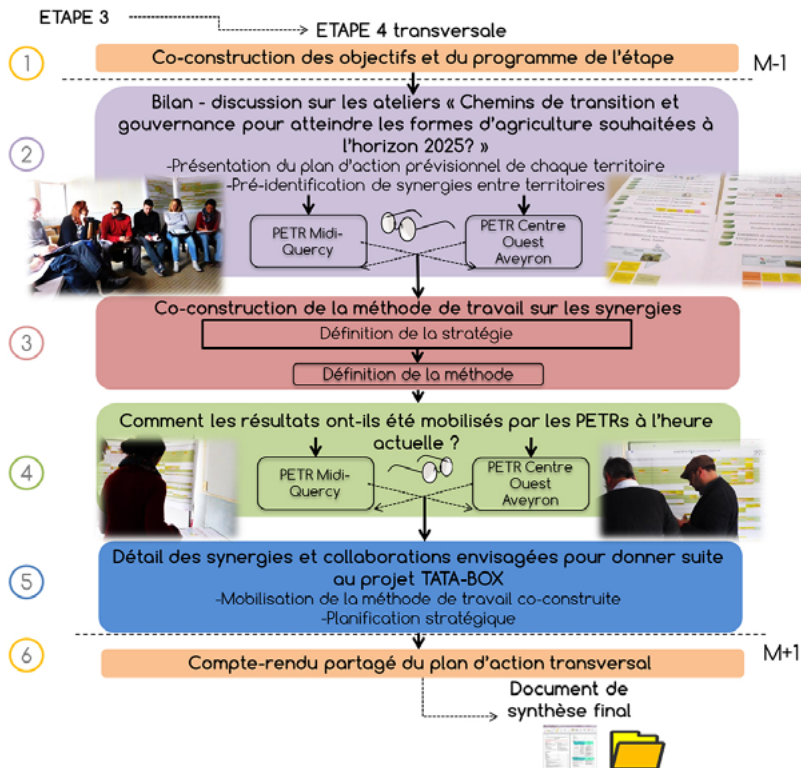 ETAPE 3
ETAPE 4 transversale
1
Co-construction des objectifs et du programme de l'étape
M-1
2
Bilan - discussion sur les ateliers « Chemins de transition et
gouvernance pour atteindre les formes d'agriculture souhaitées à
l'horizon 2025? »
-Présentation du plan d'action prévisionnel de chaque territoire
-Pré-identification de synergies entre territoires
PETR Midi-
Quercy
PETR Centre
Ouest
Aveyron
3
Co-construction de la méthode de travail sur les synergies
Définition de la stratégie
Définition de la méthode
4
Comment les résultats ont-ils été mobilisés par les PETRs à l'heure
actuelle ?
PETR Midi-
Quercy
PETR Centre
Ouest
Aveyron
5
Détail des synergies et collaborations envisagées pour donner suite
au projet TATA-BOX
-Mobilisation de la méthode de travail co-construite
-Planification stratégique
6
Compte-rendu partagé du plan d'action transversal
M+1
Document de
synthèse final